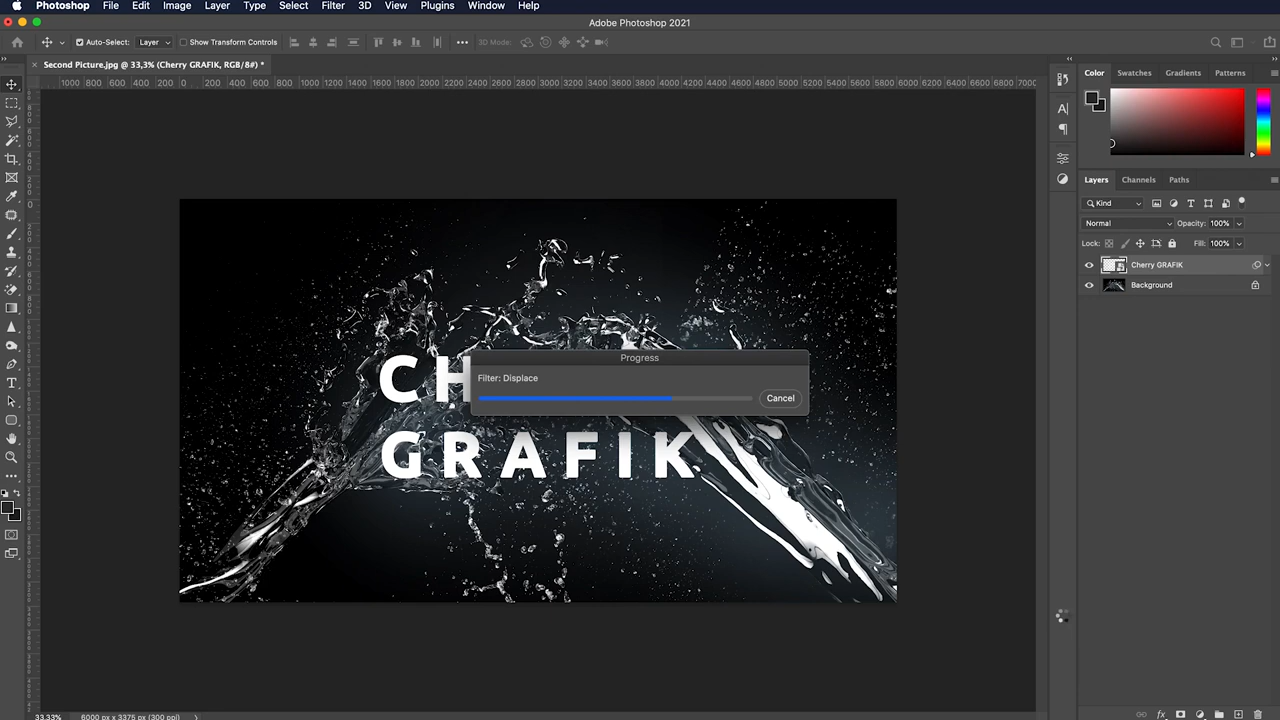 Photoshop File Edit Image Layer Type Select Filter 3D View Plugins Window Help
Adobe Photoshop 2021
Auto-Select: Layer Show Transform Controls 3D Mode:
Second Picture.jpg @ 33,3% (Cherry GRAFIK, RGB/8#) *
1000 800 600 400 200 0 200 400 600 800 1000 1200 1400 1600 1800 2000 2200 2400 2600 2800 3000 3200 3400 3600 3800 4000 4200 4400 4600 4800 5000 5200 5400 5600 5800 6000 6200 6400 6600 6800 7000
Color Swatches Gradients Patterns
Layers Channels Paths
Kind
Normal Opacity: 100%
Lock: Fill: 100%
Cherry GRAFIK
Background
Progress
Filter: Displace
Cancel
CH
GRAFIK
33,33% 6000 px x 3375 px (300 ppi)